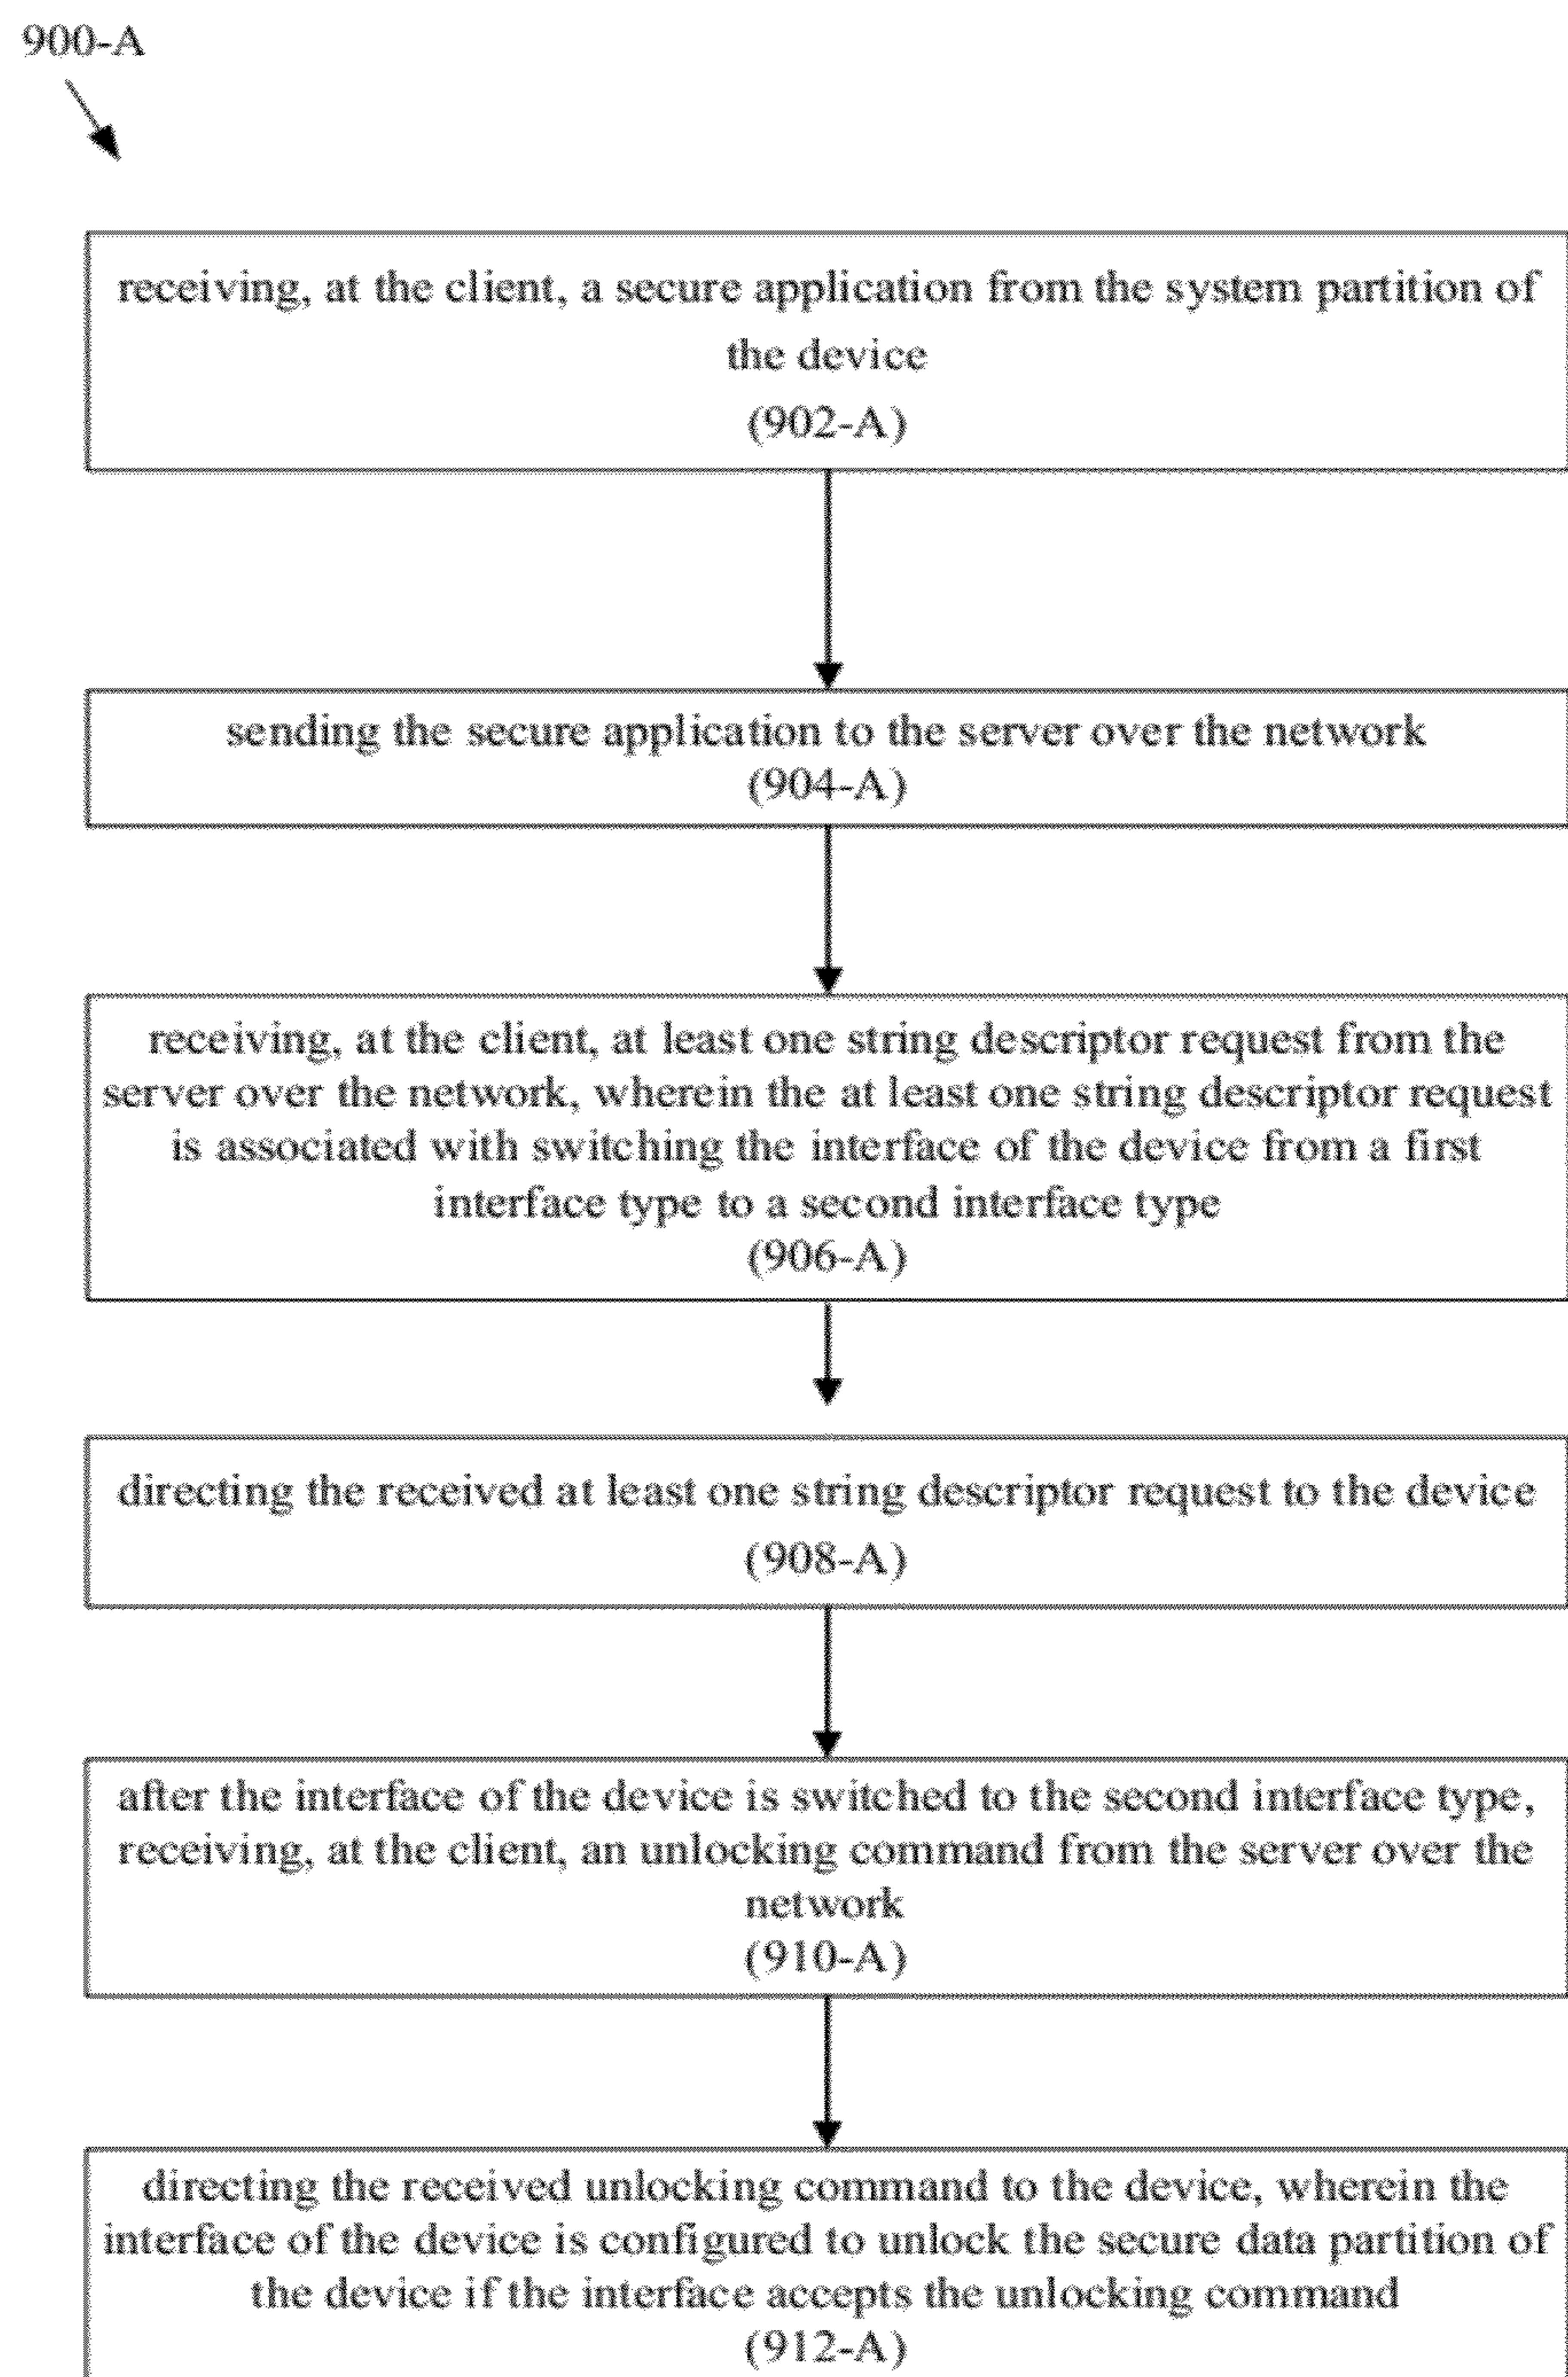 900-A
receiving, at the client, a secure application from the system partition of
the device
(902-A)
sending the secure application to the server over the network
(904-A)
receiving, at the client, at least one string descriptor request from the
server over the network, wherein the at least one string descriptor request
is associated with switching the interface of the device from a first
interface type to a second interface type
(906-A)
directing the received at least one string descriptor request to the device
(908-A)
after the interface of the device is switched to the second interface type,
receiving, at the client, an unlocking command from the server over the
network
(910-A)
directing the received unlocking command to the device, wherein the
interface of the device is configured to unlock the secure data partition of
the device if the interface accepts the unlocking command
(912-A)